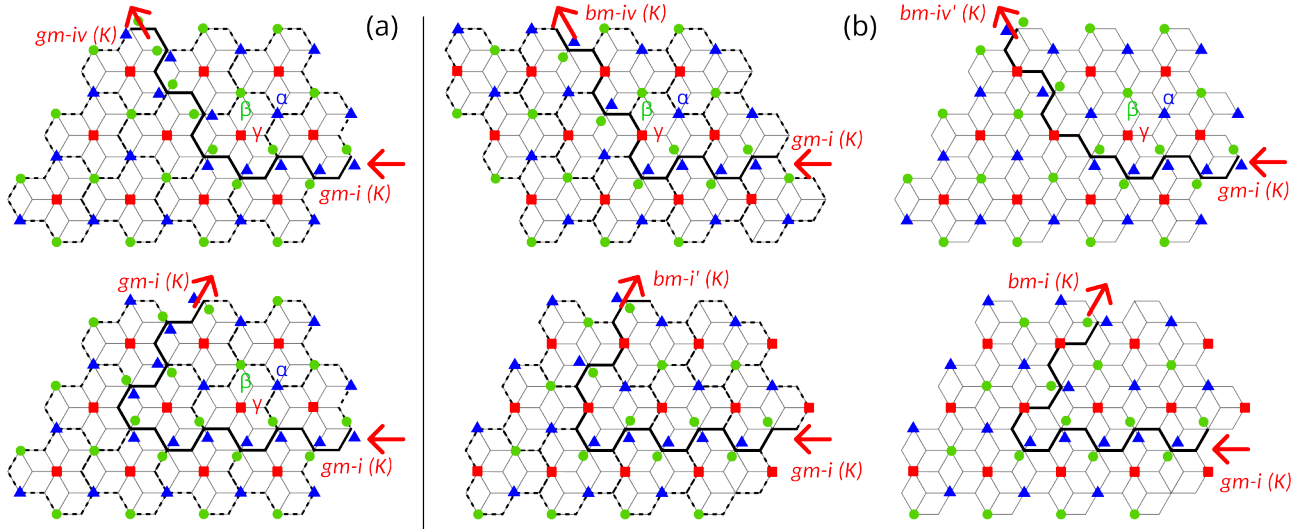 gm-iv (K)
(a)
β
α
γ
gm-i (K)
bm-iv (K)
β
α
γ
gm-i (K)
bm-iv' (K)
(b)
β
α
γ
gm-i (K)
gm-i (K)
β
α
γ
gm-i (K)
bm-i' (K)
gm-i (K)
bm-i (K)
gm-i (K)